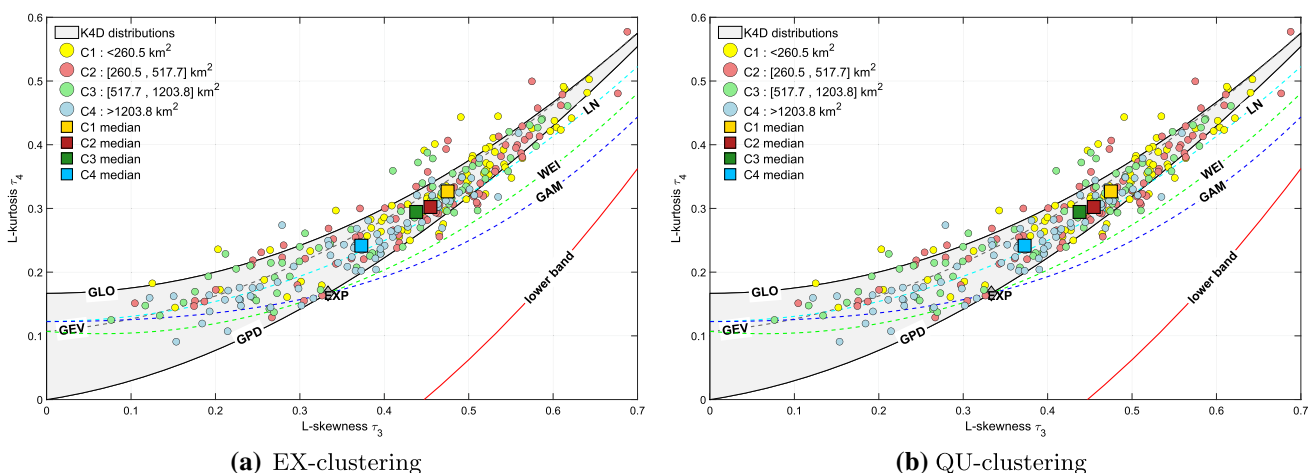 0.6
0.5
0.4
0.3
0.2
0.1
0
L-kurtosis τ4
K4D distributions
C1 : <260.5 km2
C2 : [260.5 , 517.7] km2
C3 : [517.7 , 1203.8] km2
C4 : >1203.8 km2
C1 median
C2 median
C3 median
C4 median
LN
WEI
GAM
GLO
EXP
lower band
GEV
GPD
0 0.1 0.2 0.3 0.4 0.5 0.6 0.7
L-skewness τ3
(a) EX-clustering
0.6
0.5
0.4
0.3
0.2
0.1
0
L-kurtosis τ4
K4D distributions
C1 : <260.5 km2
C2 : [260.5 , 517.7] km2
C3 : [517.7 , 1203.8] km2
C4 : >1203.8 km2
C1 median
C2 median
C3 median
C4 median
LN
WEI
GAM
GLO
EXP
lower band
GEV
GPD
0 0.1 0.2 0.3 0.4 0.5 0.6 0.7
L-skewness τ3
(b) QU-clustering